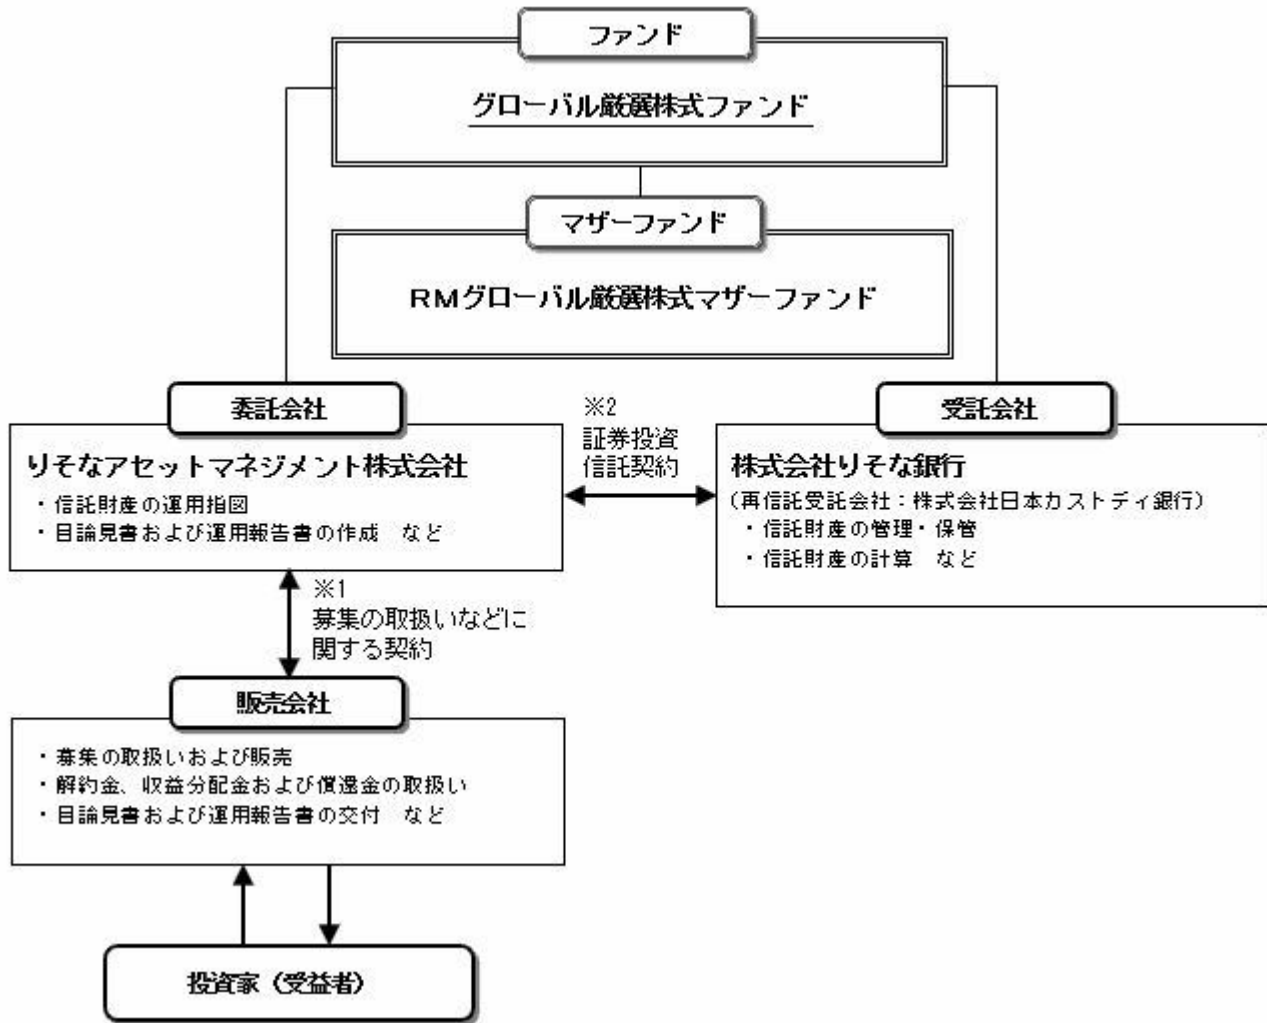 ファンド
グローバル厳選株式ファンド
マザーファンド
RMグローバル厳選株式マザーファンド
委託会社
りそなアセットマネジメント株式会社
・信託財産の運用指図
・目論見書および運用報告書の作成 など
※2
証券投資
信託契約
受託会社
株式会社りそな銀行
(再信託受託会社:株式会社日本カストディ銀行)
・信託財産の管理・保管
・信託財産の計算 など
※1
募集の取扱いなどに
関する契約
販売会社
・募集の取扱いおよび販売
・解約金、収益分配金および償還金の取扱い
・目論見書および運用報告書の交付 など
投資家(受益者)